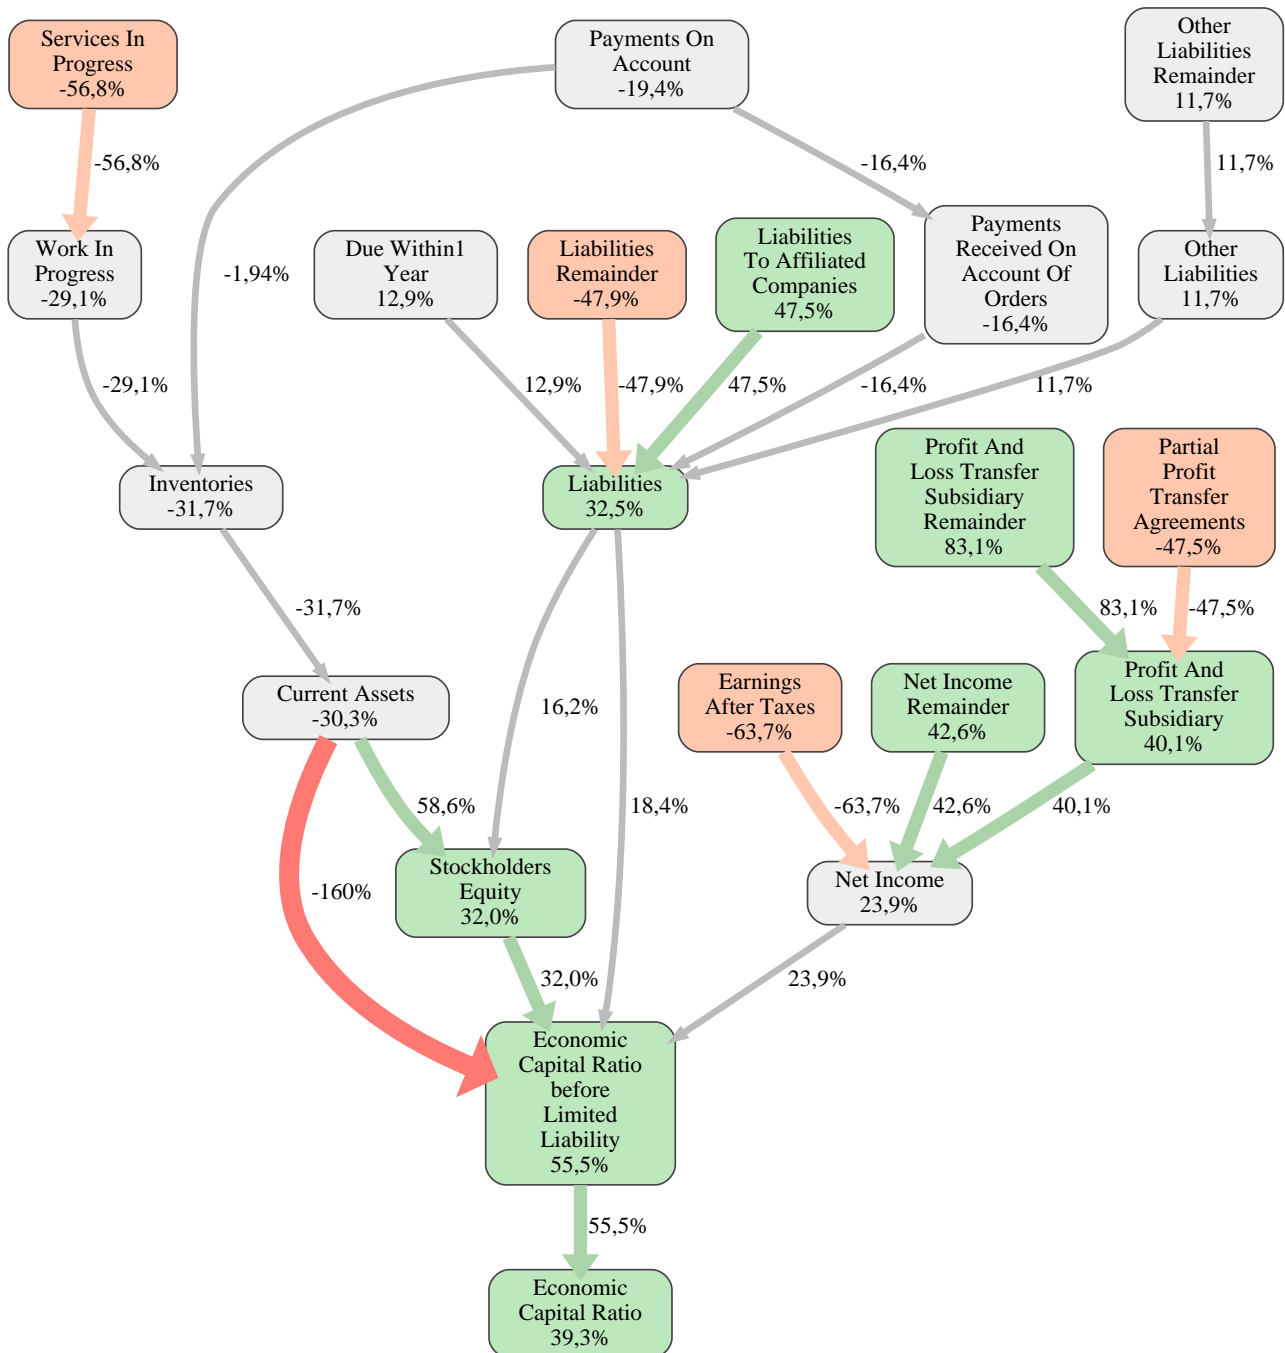 Services In
Progress
-56,8%
Payments On
Account
-19,4%
Other
Liabilities
Remainder
11,7%
-56,8%
-16,4%
11,7%
Work In
Progress
-29,1%
-1,94%
Due Within1
Year
12,9%
Liabilities
Remainder
-47,9%
Liabilities
To Affiliated
Companies
47,5%
Payments
Received On
Account Of
Orders
-16,4%
Other
Liabilities
11,7%
-29,1%
12,9%
-47,9%
47,5%
-16,4%
11,7%
Inventories
-31,7%
Liabilities
32,5%
Profit And
Loss Transfer
Subsidiary
Remainder
83,1%
Partial
Profit
Transfer
Agreements
-47,5%
-31,7%
83,1%
-47,5%
Current Assets
-30,3%
16,2%
Earnings
After Taxes
-63,7%
Net Income
Remainder
42,6%
Profit And
Loss Transfer
Subsidiary
40,1%
58,6%
18,4%
-63,7%
42,6%
40,1%
-160%
Stockholders
Equity
32,0%
Net Income
23,9%
32,0%
23,9%
Economic
Capital Ratio
before
Limited
Liability
55,5%
55,5%
Economic
Capital Ratio
39,3%